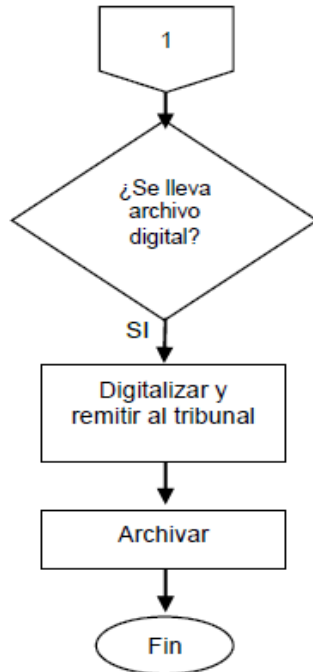 1
¿Se lleva
archivo
digital?
SI
Digitalizar y
remitir al tribunal
Archivar
Fin